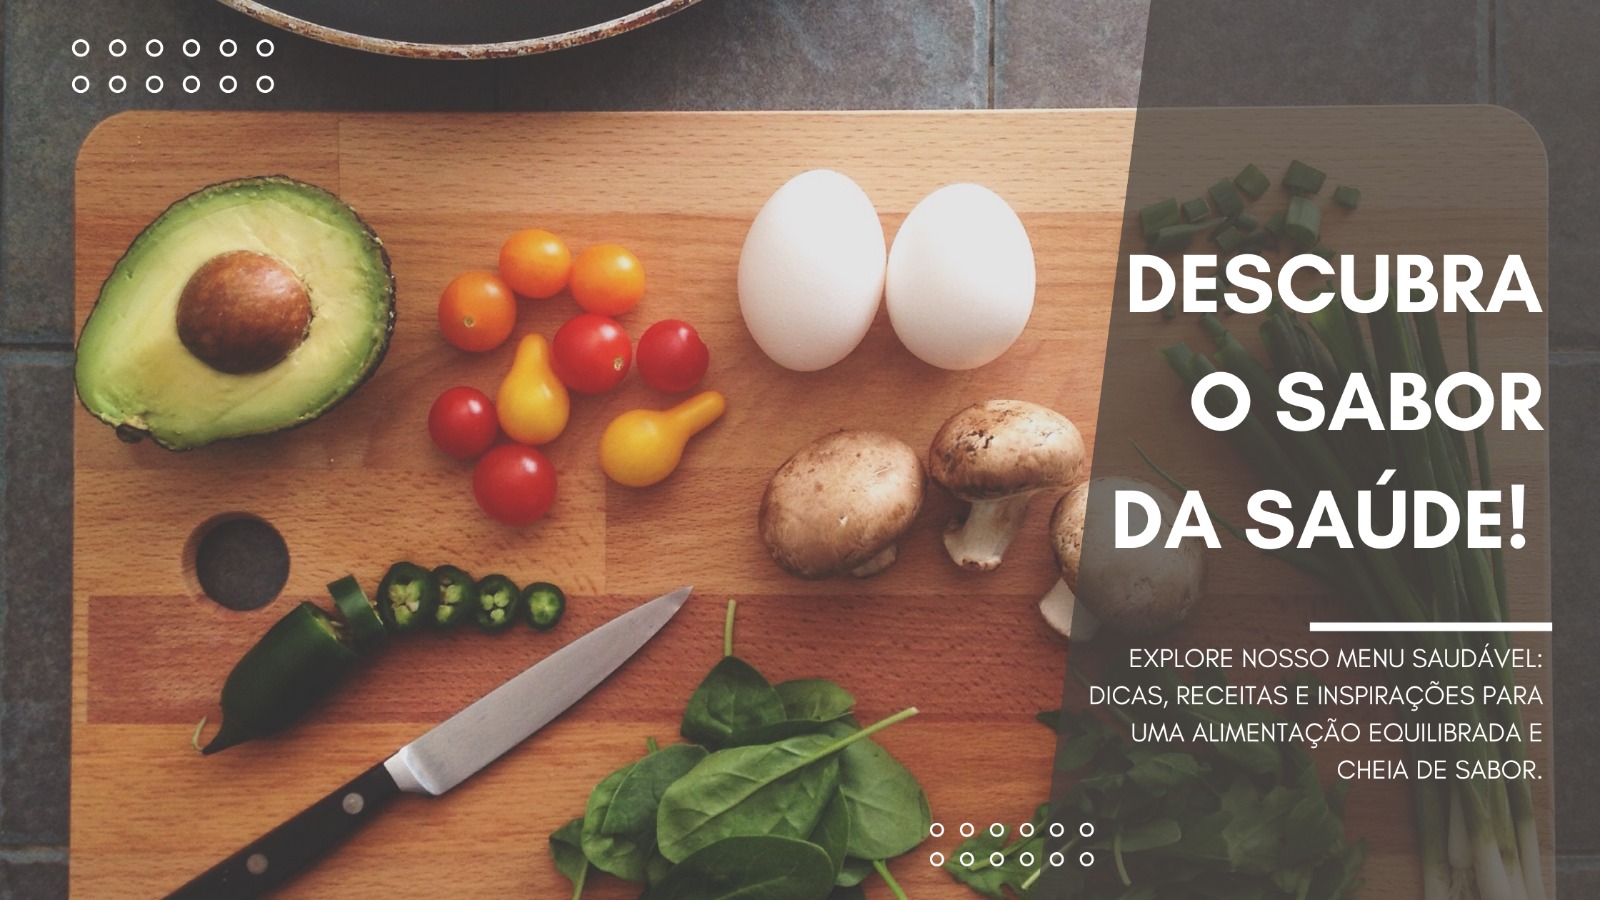 DESCUBRA
O SABOR
DA SAÚDE!
EXPLORE NOSSO MENU SAUDÁVEL:
DICAS, RECEITAS E INSPIRAÇÕES PARA
UMA ALIMENTAÇÃO EQUILIBRADA E
CHEIA DE SABOR.